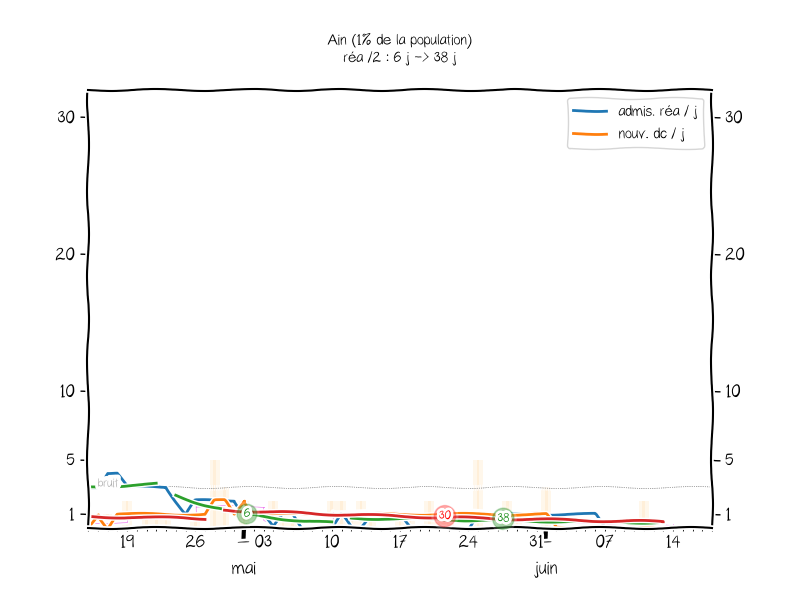 Ain (1% de la population)
réa /2 : 6 j -> 38 j
admis. réa / j
nouv. dc / j
30
30
20
20
10
10
5
5
bruit
1
6
30
38
1
19 26 03 10 17 24 31 07 14
mai juin